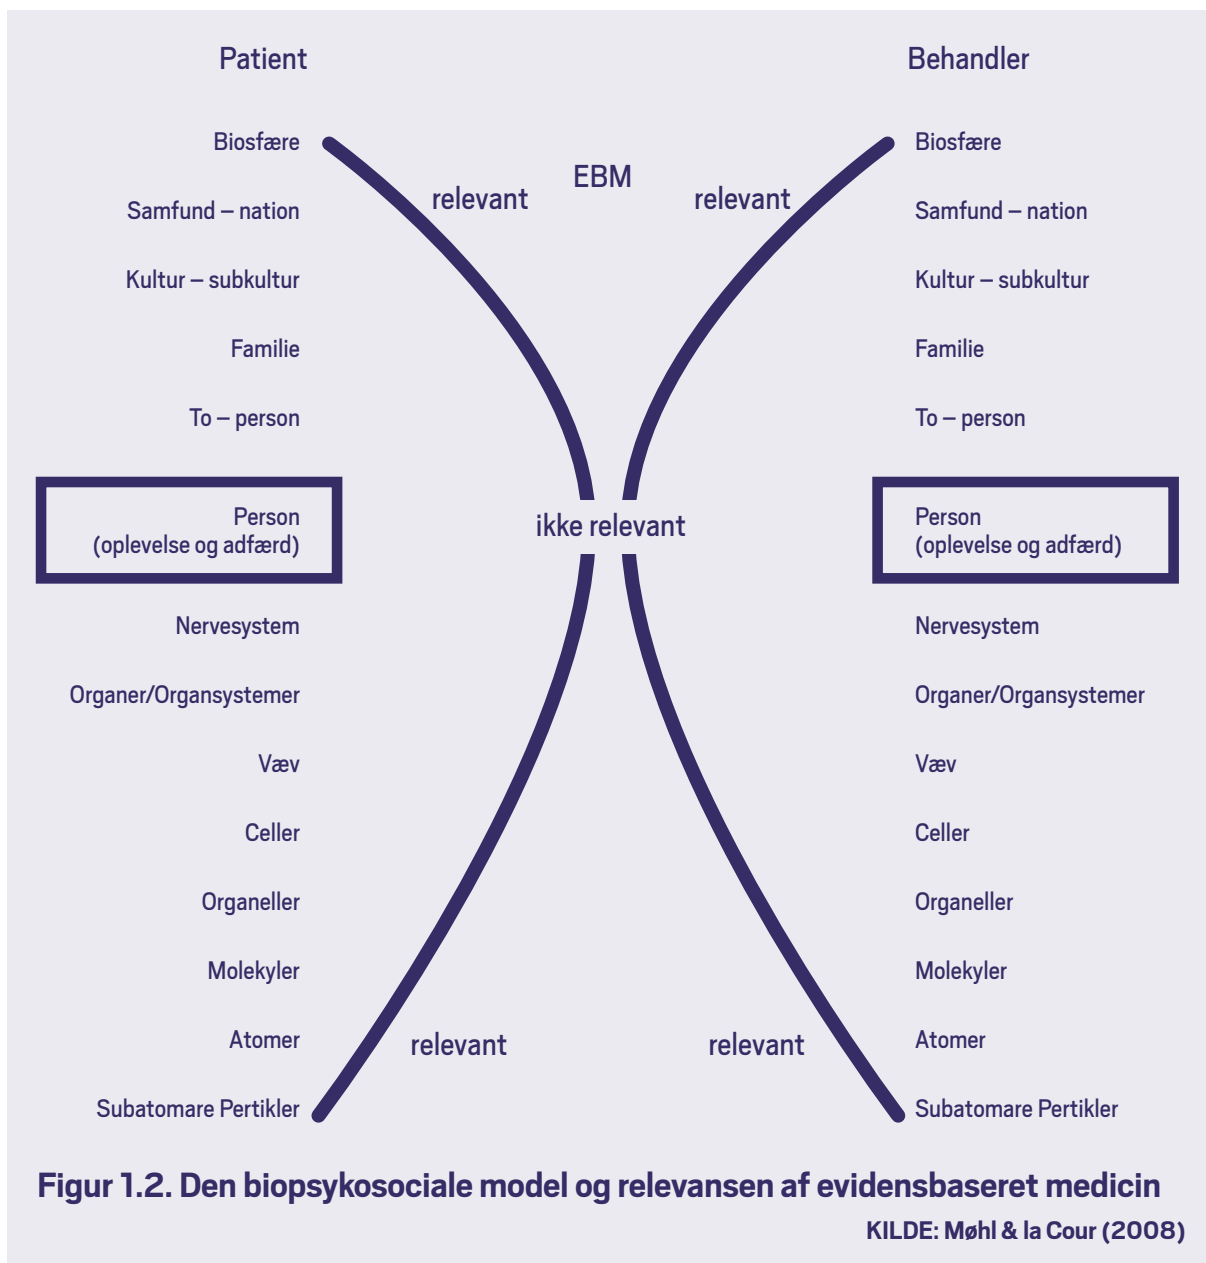 Patient
Behandler
Biosfære
Biosfære
EBM
relevant
relevant
Samfund – nation
Samfund – nation
Kultur – subkultur
Kultur – subkultur
Familie
Familie
To – person
To – person
Person
(oplevelse og adfærd)
ikke relevant
Person
(oplevelse og adfærd)
Nervesystem
Nervesystem
Organer/Organsystemer
Organer/Organsystemer
Væv
Væv
Celler
Celler
Organeller
Organeller
Molekyler
Molekyler
Atomer
relevant
relevant
Atomer
Subatomare Pertikler
Subatomare Pertikler
Figur 1.2. Den biopsykosociale model og relevansen af evidensbaseret medicin
KILDE: Møhl & la Cour (2008)